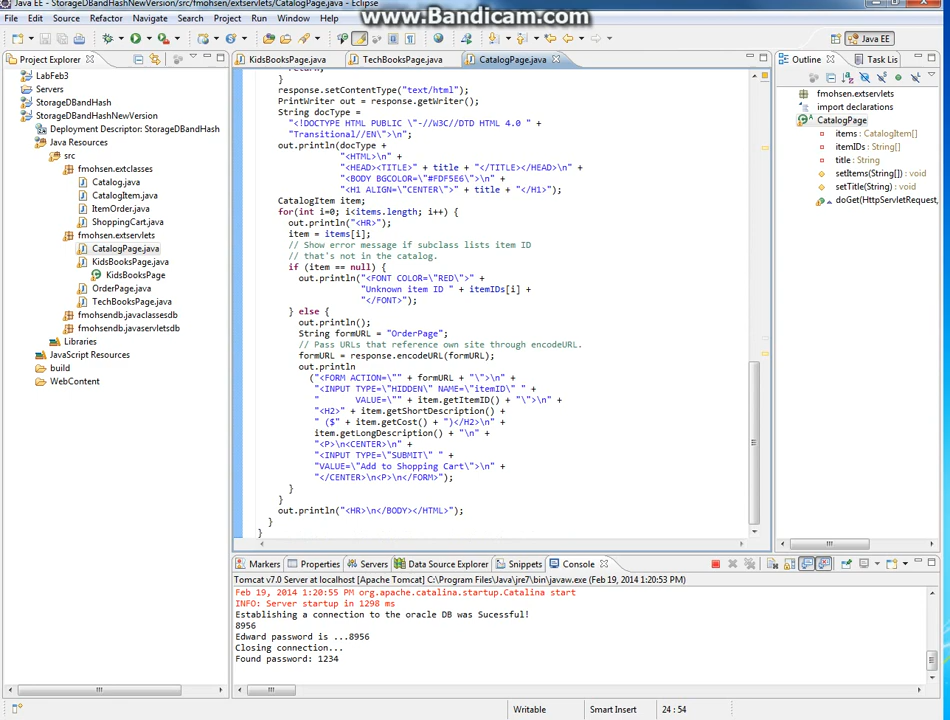 Java EE - StorageDBandHashNewVersion/src/fmohsen/extservlets/CatalogPage.java - Eclipse
www.Bandicam.com
File Edit Source Refactor Navigate Search Project Run Window Help
Java EE
Project Explorer
LabFeb3
Servers
StorageDBandHash
StorageDBandHashNewVersion
Deployment Descriptor: StorageDBandHash
Java Resources
src
fmohsen.extclasses
Catalog.java
CatalogItem.java
ItemOrder.java
ShoppingCart.java
fmohsen.extservlets
CatalogPage.java
KidsBooksPage.java
KidsBooksPage
OrderPage.java
TechBooksPage.java
fmohsendb.javaclassesdb
fmohsendb.javaservletsdb
Libraries
JavaScript Resources
build
WebContent
KidsBooksPage.java TechBooksPage.java CatalogPage.java
}
response.setContentType("text/html");
PrintWriter out = response.getWriter();
String docType =
"<!DOCTYPE HTML PUBLIC \"-//W3C//DTD HTML 4.0 " +
"Transitional//EN\">\n";
out.println(docType +
"<HTML>\n" +
"<HEAD><TITLE>" + title + "</TITLE></HEAD>\n" +
"<BODY BGCOLOR=\"#FDF5E6\">\n" +
"<H1 ALIGN=\"CENTER\">" + title + "</H1>");
CatalogItem item;
for(int i=0; i<items.length; i++) {
out.println("<HR>");
item = items[i];
// Show error message if subclass lists item ID
// that's not in the catalog.
if (item == null) {
out.println("<FONT COLOR=\"RED\">" +
"Unknown item ID " + itemIDs[i] +
"</FONT>");
} else {
out.println();
String formURL = "OrderPage";
// Pass URLs that reference own site through encodeURL.
formURL = response.encodeURL(formURL);
out.println
("<FORM ACTION=\"" + formURL + "\">\n" +
"<INPUT TYPE=\"HIDDEN\" NAME=\"itemID\" " +
" VALUE=\"" + item.getItemID() + "\">\n" +
"<H2>" + item.getShortDescription() +
" ($" + item.getCost() + ")</H2>\n" +
item.getLongDescription() + "\n" +
"<P>\n<CENTER>\n" +
"<INPUT TYPE=\"SUBMIT\" " +
"VALUE=\"Add to Shopping Cart\">\n" +
"</CENTER>\n<P>\n</FORM>");
}
}
out.println("<HR>\n</BODY></HTML>");
}
}
Outline Task Lis
fmohsen.extservlets
import declarations
CatalogPage
items : CatalogItem[]
itemIDs : String[]
title : String
setItems(String[]) : void
setTitle(String) : void
doGet(HttpServletRequest,
Markers Properties Servers Data Source Explorer Snippets Console
Tomcat v7.0 Server at localhost [Apache Tomcat] C:\Program Files\Java\jre7\bin\javaw.exe (Feb 19, 2014 1:20:53 PM)
Feb 19, 2014 1:20:55 PM org.apache.catalina.startup.Catalina start
INFO: Server startup in 1298 ms
Establishing a connection to the oracle DB was Sucessful!
8956
Edward password is ...8956
Closing connection...
Found password: 1234
Writable Smart Insert 24 : 54